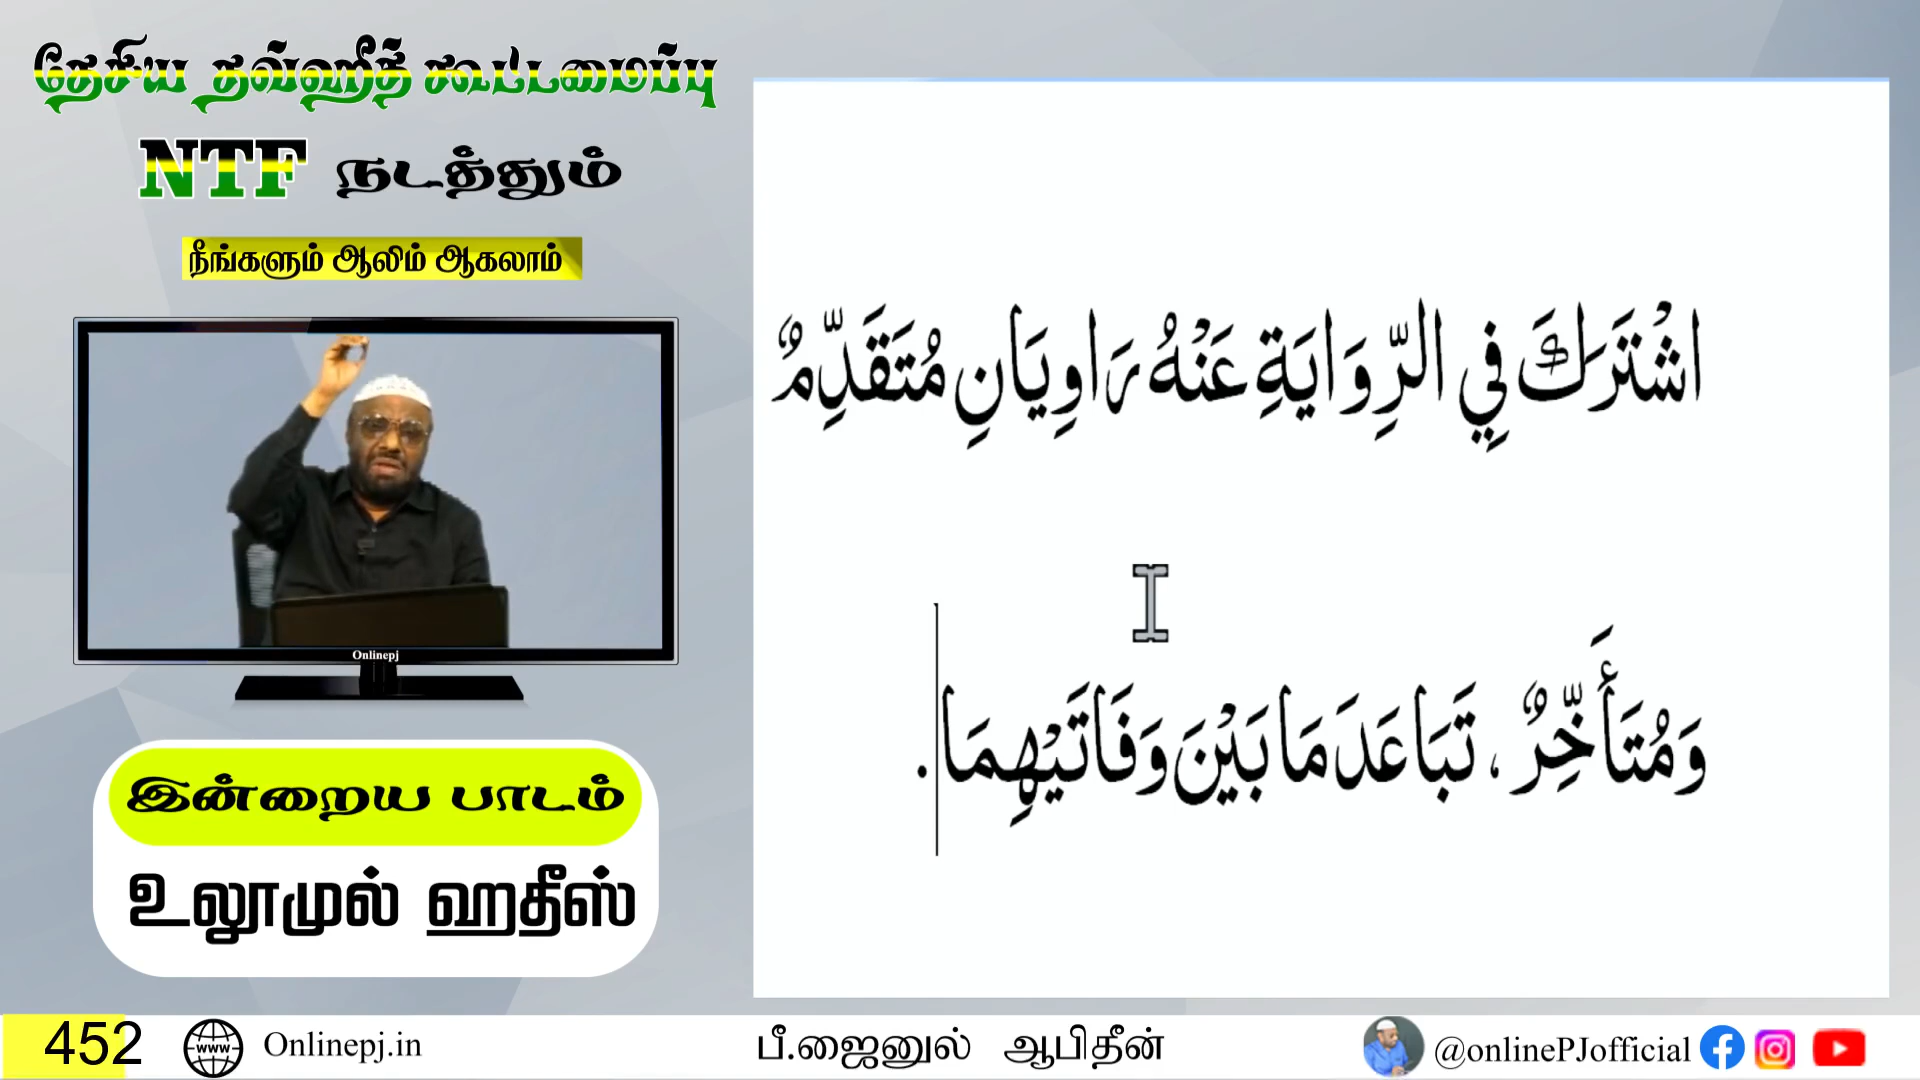 தேசிய தவ்ஹீத் கூட்டமைப்பு
NTF நடத்தும்
நீங்களும் ஆலிம் ஆகலாம்
Onlinepj
இன்றைய பாடம்
உலூமுல் ஹதீஸ்
اشْتَرَكَ فِي الرِّوَايَةِ عَنْهُ رَاوِيَانِ مُتَقَدِّمٌ
وَمُتَأَخِّرٌ، تَبَاعَدَ مَا بَيْنَ وَفَاتَيْهِمَا.
452 www Onlinepj.in பீ.ஜைனுல் ஆபிதீன் @onlinePJofficial